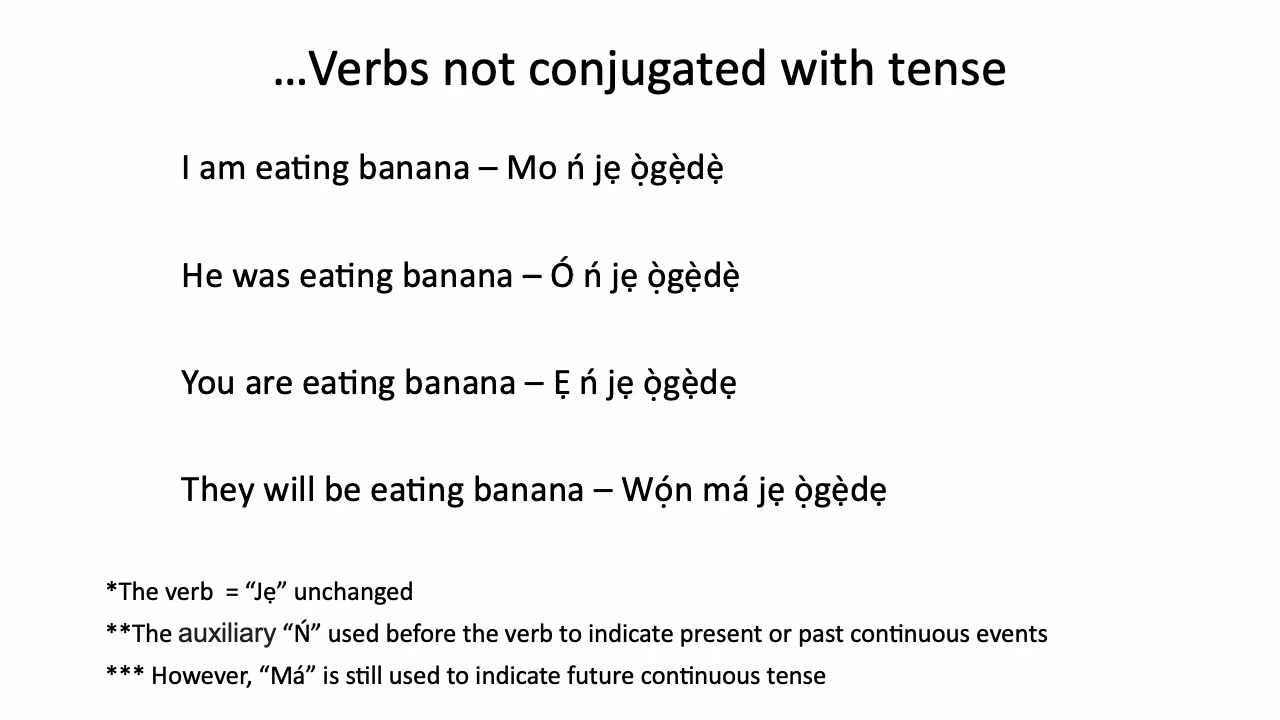 ...Verbs not conjugated with tense
I am eating banana – Mo ń jẹ ọ̀gẹ̀dẹ̀
He was eating banana – Ó ń jẹ ọ̀gẹ̀dẹ̀
You are eating banana – Ẹ ń jẹ ọ̀gẹ̀dẹ
They will be eating banana – Wọ́n má jẹ ọ̀gẹ̀dẹ
*The verb = “Jẹ” unchanged
**The auxiliary “Ń” used before the verb to indicate present or past continuous events
*** However, “Má” is still used to indicate future continuous tense